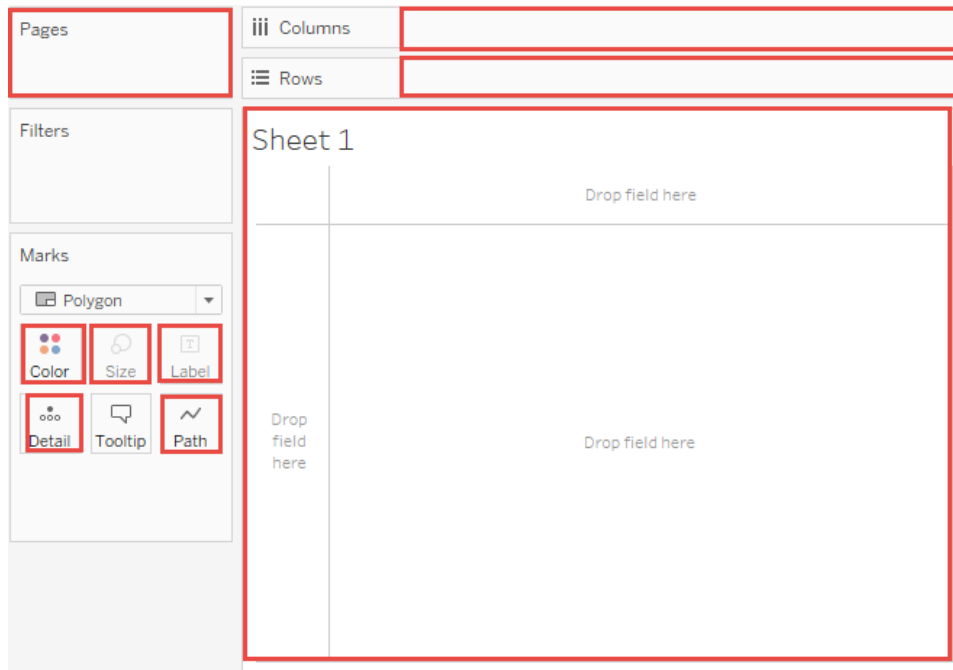 Pages
Columns
Rows
Filters
Sheet 1
Drop field here
Marks
Polygon
Color Size Label
T
Detail Tooltip Path
Drop
field
here
Drop field here